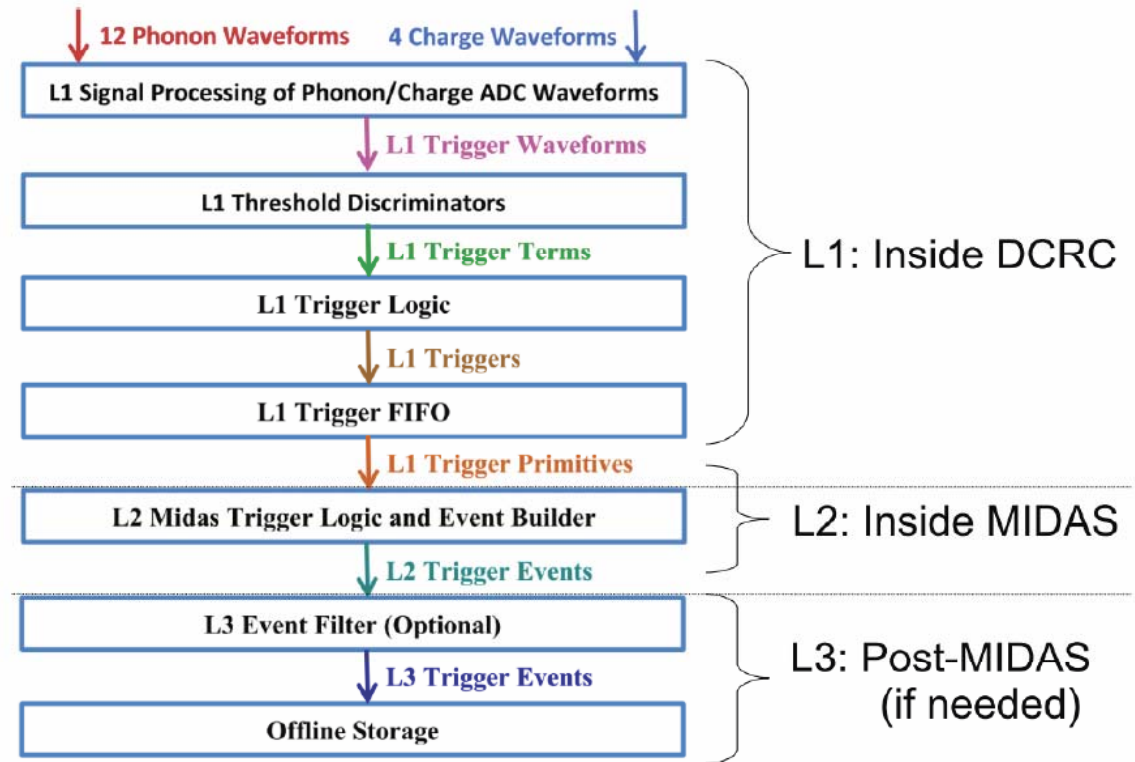 12 Phonon Waveforms
4 Charge Waveforms
L1 Signal Processing of Phonon/Charge ADC Waveforms
L1 Trigger Waveforms
L1 Threshold Discriminators
L1 Trigger Terms
L1 Trigger Logic
L1: Inside DCRC
L1 Triggers
L1 Trigger FIFO
L1 Trigger Primitives
L2 Midas Trigger Logic and Event Builder
L2: Inside MIDAS
L2 Trigger Events
L3 Event Filter (Optional)
L3: Post-MIDAS
(if needed)
L3 Trigger Events
Offline Storage